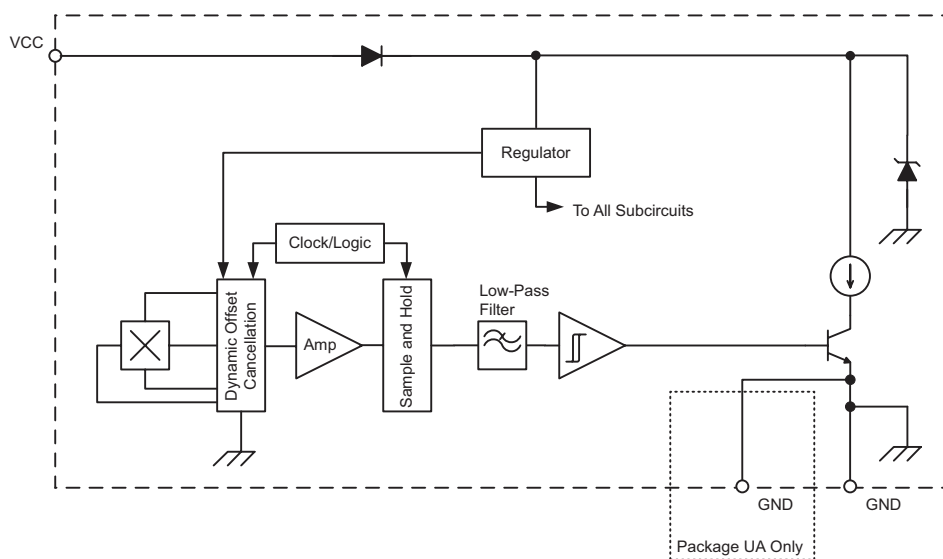 VCC
Regulator
To All Subcircuits
Clock/Logic
Dynamic Offset
Cancellation
Amp
Sample and Hold
Low-Pass
Filter
GND
GND
Package UA Only